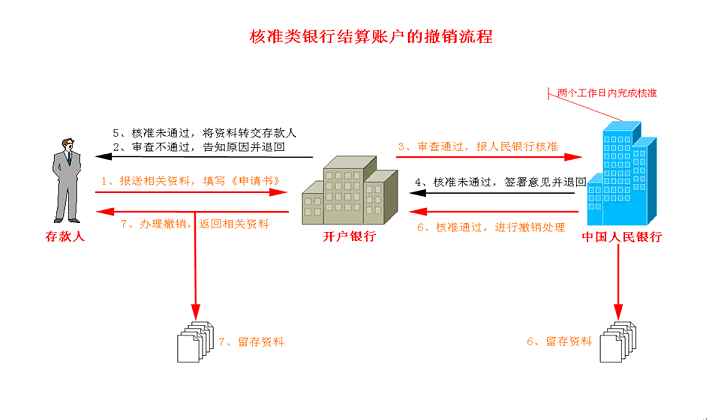 核准类银行结算账户的撤销流程
两个工作日内完成核准
5、核准未通过，将资料转交存款人
2、审查不通过，告知原因并退回
3、审查通过，报人民银行核准
1、报送相关资料，填写《申请书》
4、核准未通过，签署意见并退回
7、办理撤销，返回相关资料
6、核准通过，进行撤销处理
存款人
开户银行
中国人民银行
7、留存资料
6、留存资料